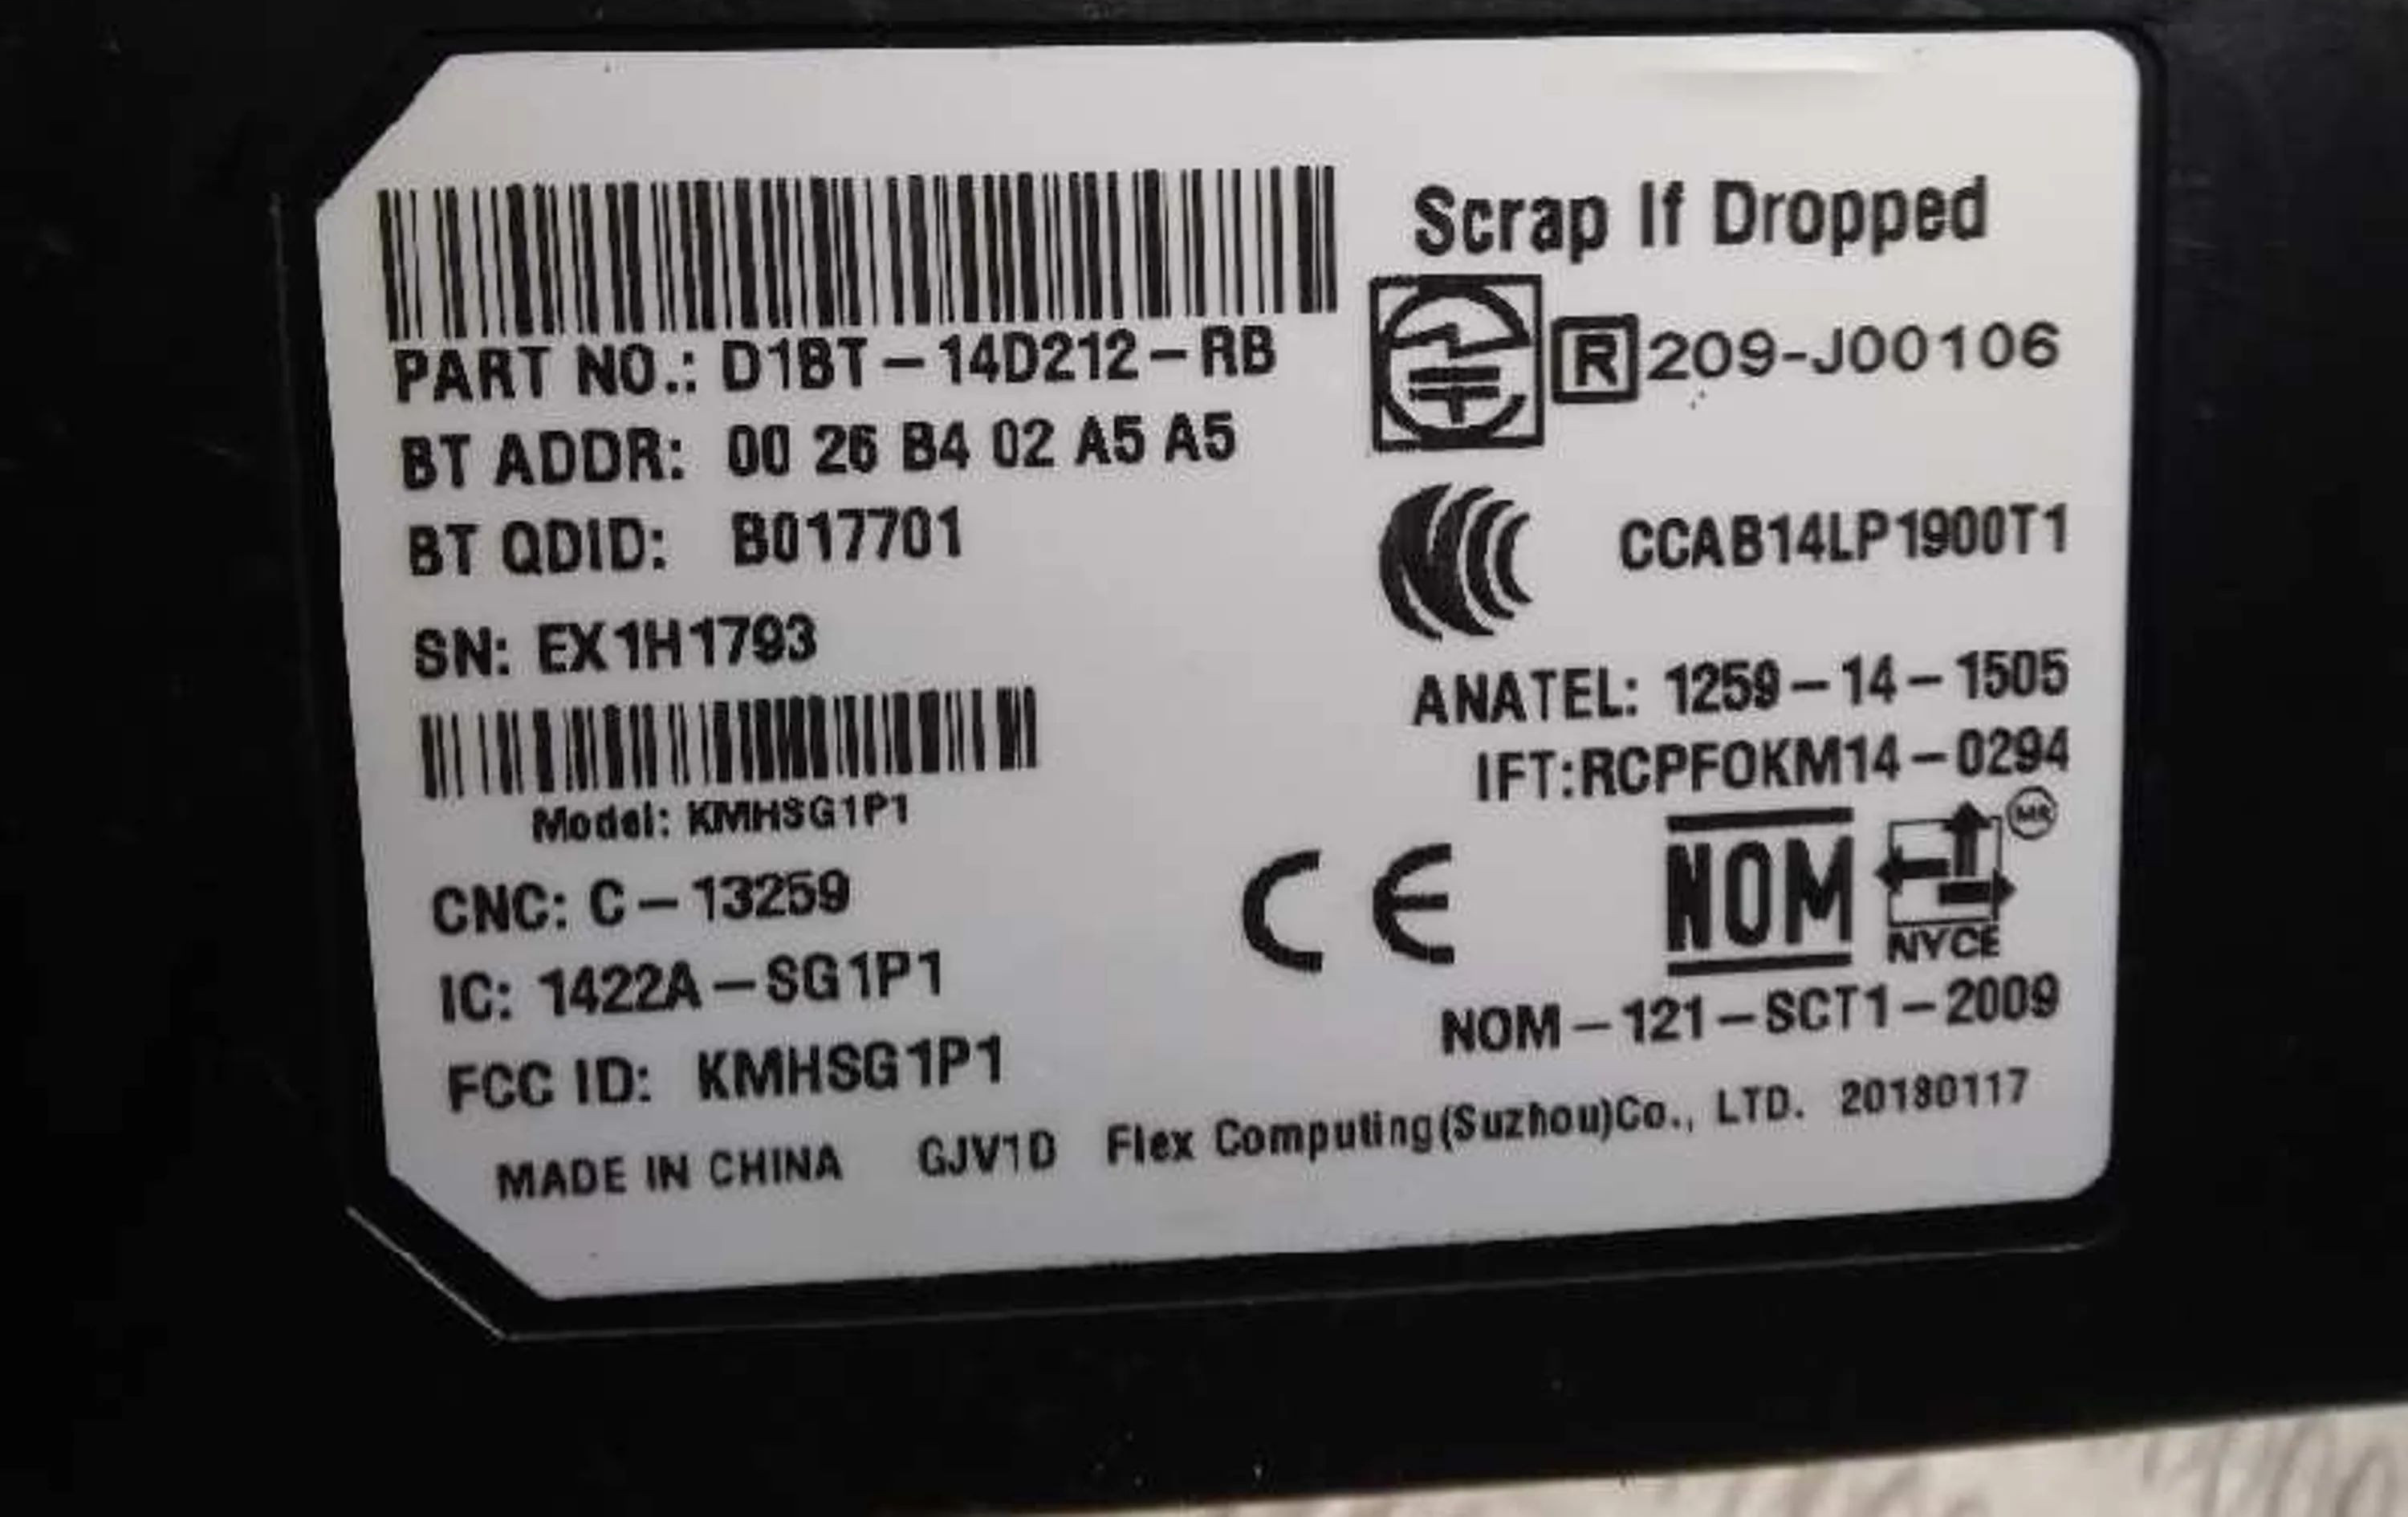 Scrap If Dropped
PART NO.: D1BT-14D212-RB
R 209-J00106
BT ADDR: 00 26 B4 02 A5 A5
BT QDID: B017701
CCAB14LP1900T1
SN: EX1H1793
ANATEL: 1259-14-1505
IFT:RCPFOKM14-0294
Model: KMHSG1P1
CNC: C-13259
CE
NOM
NYCE
MR
IC: 1422A-SG1P1
NOM-121-SCT1-2009
FCC ID: KMHSG1P1
MADE IN CHINA GJV1D Flex Computing(Suzhou)Co., LTD. 20180117